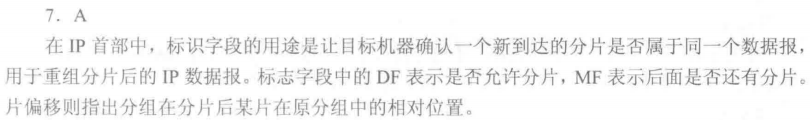 7. A
在 IP 首部中，标识字段的用途是让目标机器确认一个新到达的分片是否属于同一个数据报，
用于重组分片后的 IP 数据报。标志字段中的 DF 表示是否允许分片，MF 表示后面是否还有分片。
片偏移则指出分组在分片后某片在原分组中的相对位置。